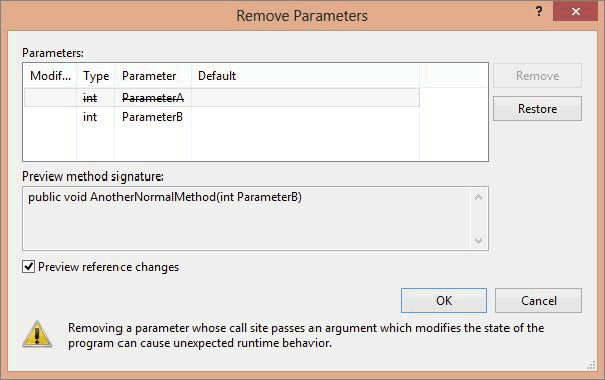 Remove Parameters
?
Parameters:
Modif... Type Parameter Default
int ParameterA
int ParameterB
Remove
Restore
Preview method signature:
public void AnotherNormalMethod(int ParameterB)
Preview reference changes
OK Cancel
Removing a parameter whose call site passes an argument which modifies the state of the
program can cause unexpected runtime behavior.